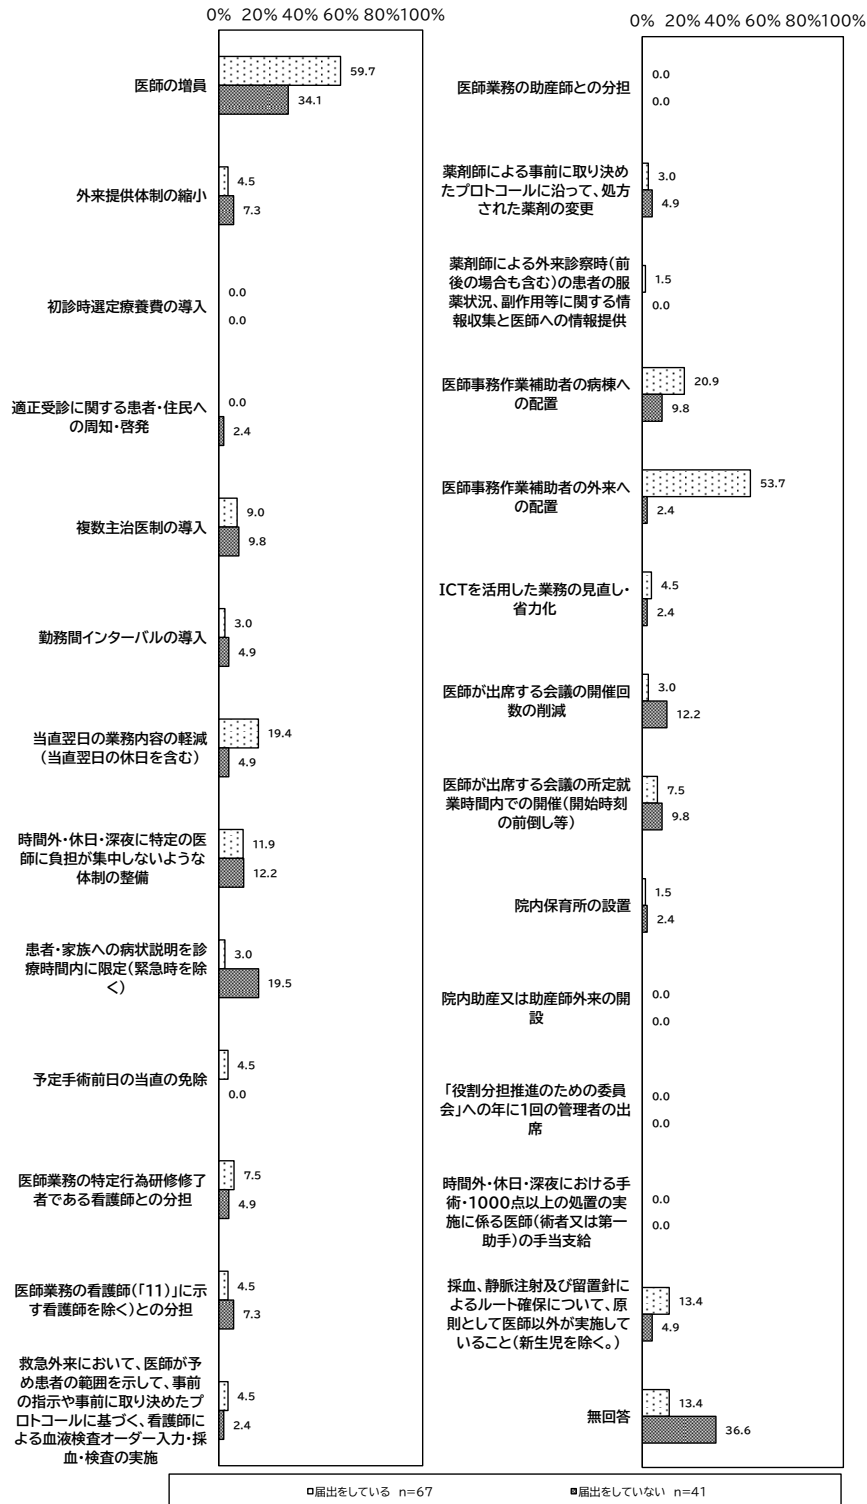 0% 20% 40% 60% 80% 100%
医師の増員
59.7
34.1
外来提供体制の縮小
4.5
7.3
初診時選定療養費の導入
0.0
0.0
適正受診に関する患者・住民へ
の周知・啓発
0.0
2.4
複数主治医制の導入
9.0
9.8
勤務間インターバルの導入
3.0
4.9
当直翌日の業務内容の軽減
(当直翌日の休日を含む)
19.4
4.9
時間外・休日・深夜に特定の医
師に負担が集中しないような
体制の整備
11.9
12.2
患者・家族への病状説明を診
療時間内に限定(緊急時を除
く)
3.0
19.5
予定手術前日の当直の免除
4.5
0.0
医師業務の特定行為研修修了
者である看護師との分担
7.5
4.9
医師業務の看護師(「11)」に示
す看護師を除く)との分担
4.5
7.3
救急外来において、医師が予
め患者の範囲を示して、事前
の指示や事前に取り決めたプ
ロトコールに基づく、看護師に
よる血液検査オーダー入力・採
血・検査の実施
4.5
2.4
0% 20% 40% 60% 80% 100%
医師業務の助産師との分担
0.0
0.0
薬剤師による事前に取り決め
たプロトコールに沿って、処方
された薬剤の変更
3.0
4.9
薬剤師による外来診察時(前
後の場合も含む)の患者の服
薬状況、副作用等に関する情
報収集と医師への情報提供
1.5
0.0
医師事務作業補助者の病棟へ
の配置
20.9
9.8
医師事務作業補助者の外来へ
の配置
53.7
2.4
ICTを活用した業務の見直し・
省力化
4.5
2.4
医師が出席する会議の開催回
数の削減
3.0
12.2
医師が出席する会議の所定就
業時間内での開催(開始時刻
の前倒し等)
7.5
9.8
院内保育所の設置
1.5
2.4
院内助産又は助産師外来の開
設
0.0
0.0
「役割分担推進のための委員
会」への年に1回の管理者の出
席
0.0
0.0
時間外・休日・深夜における手
術・1000点以上の処置の実
施に係る医師(術者又は第一
助手)の手当支給
0.0
0.0
採血、静脈注射及び留置針に
よるルート確保について、原
則として医師以外が実施して
いること(新生児を除く。)
13.4
4.9
無回答
13.4
36.6
届出をしている n=67
届出をしていない n=41